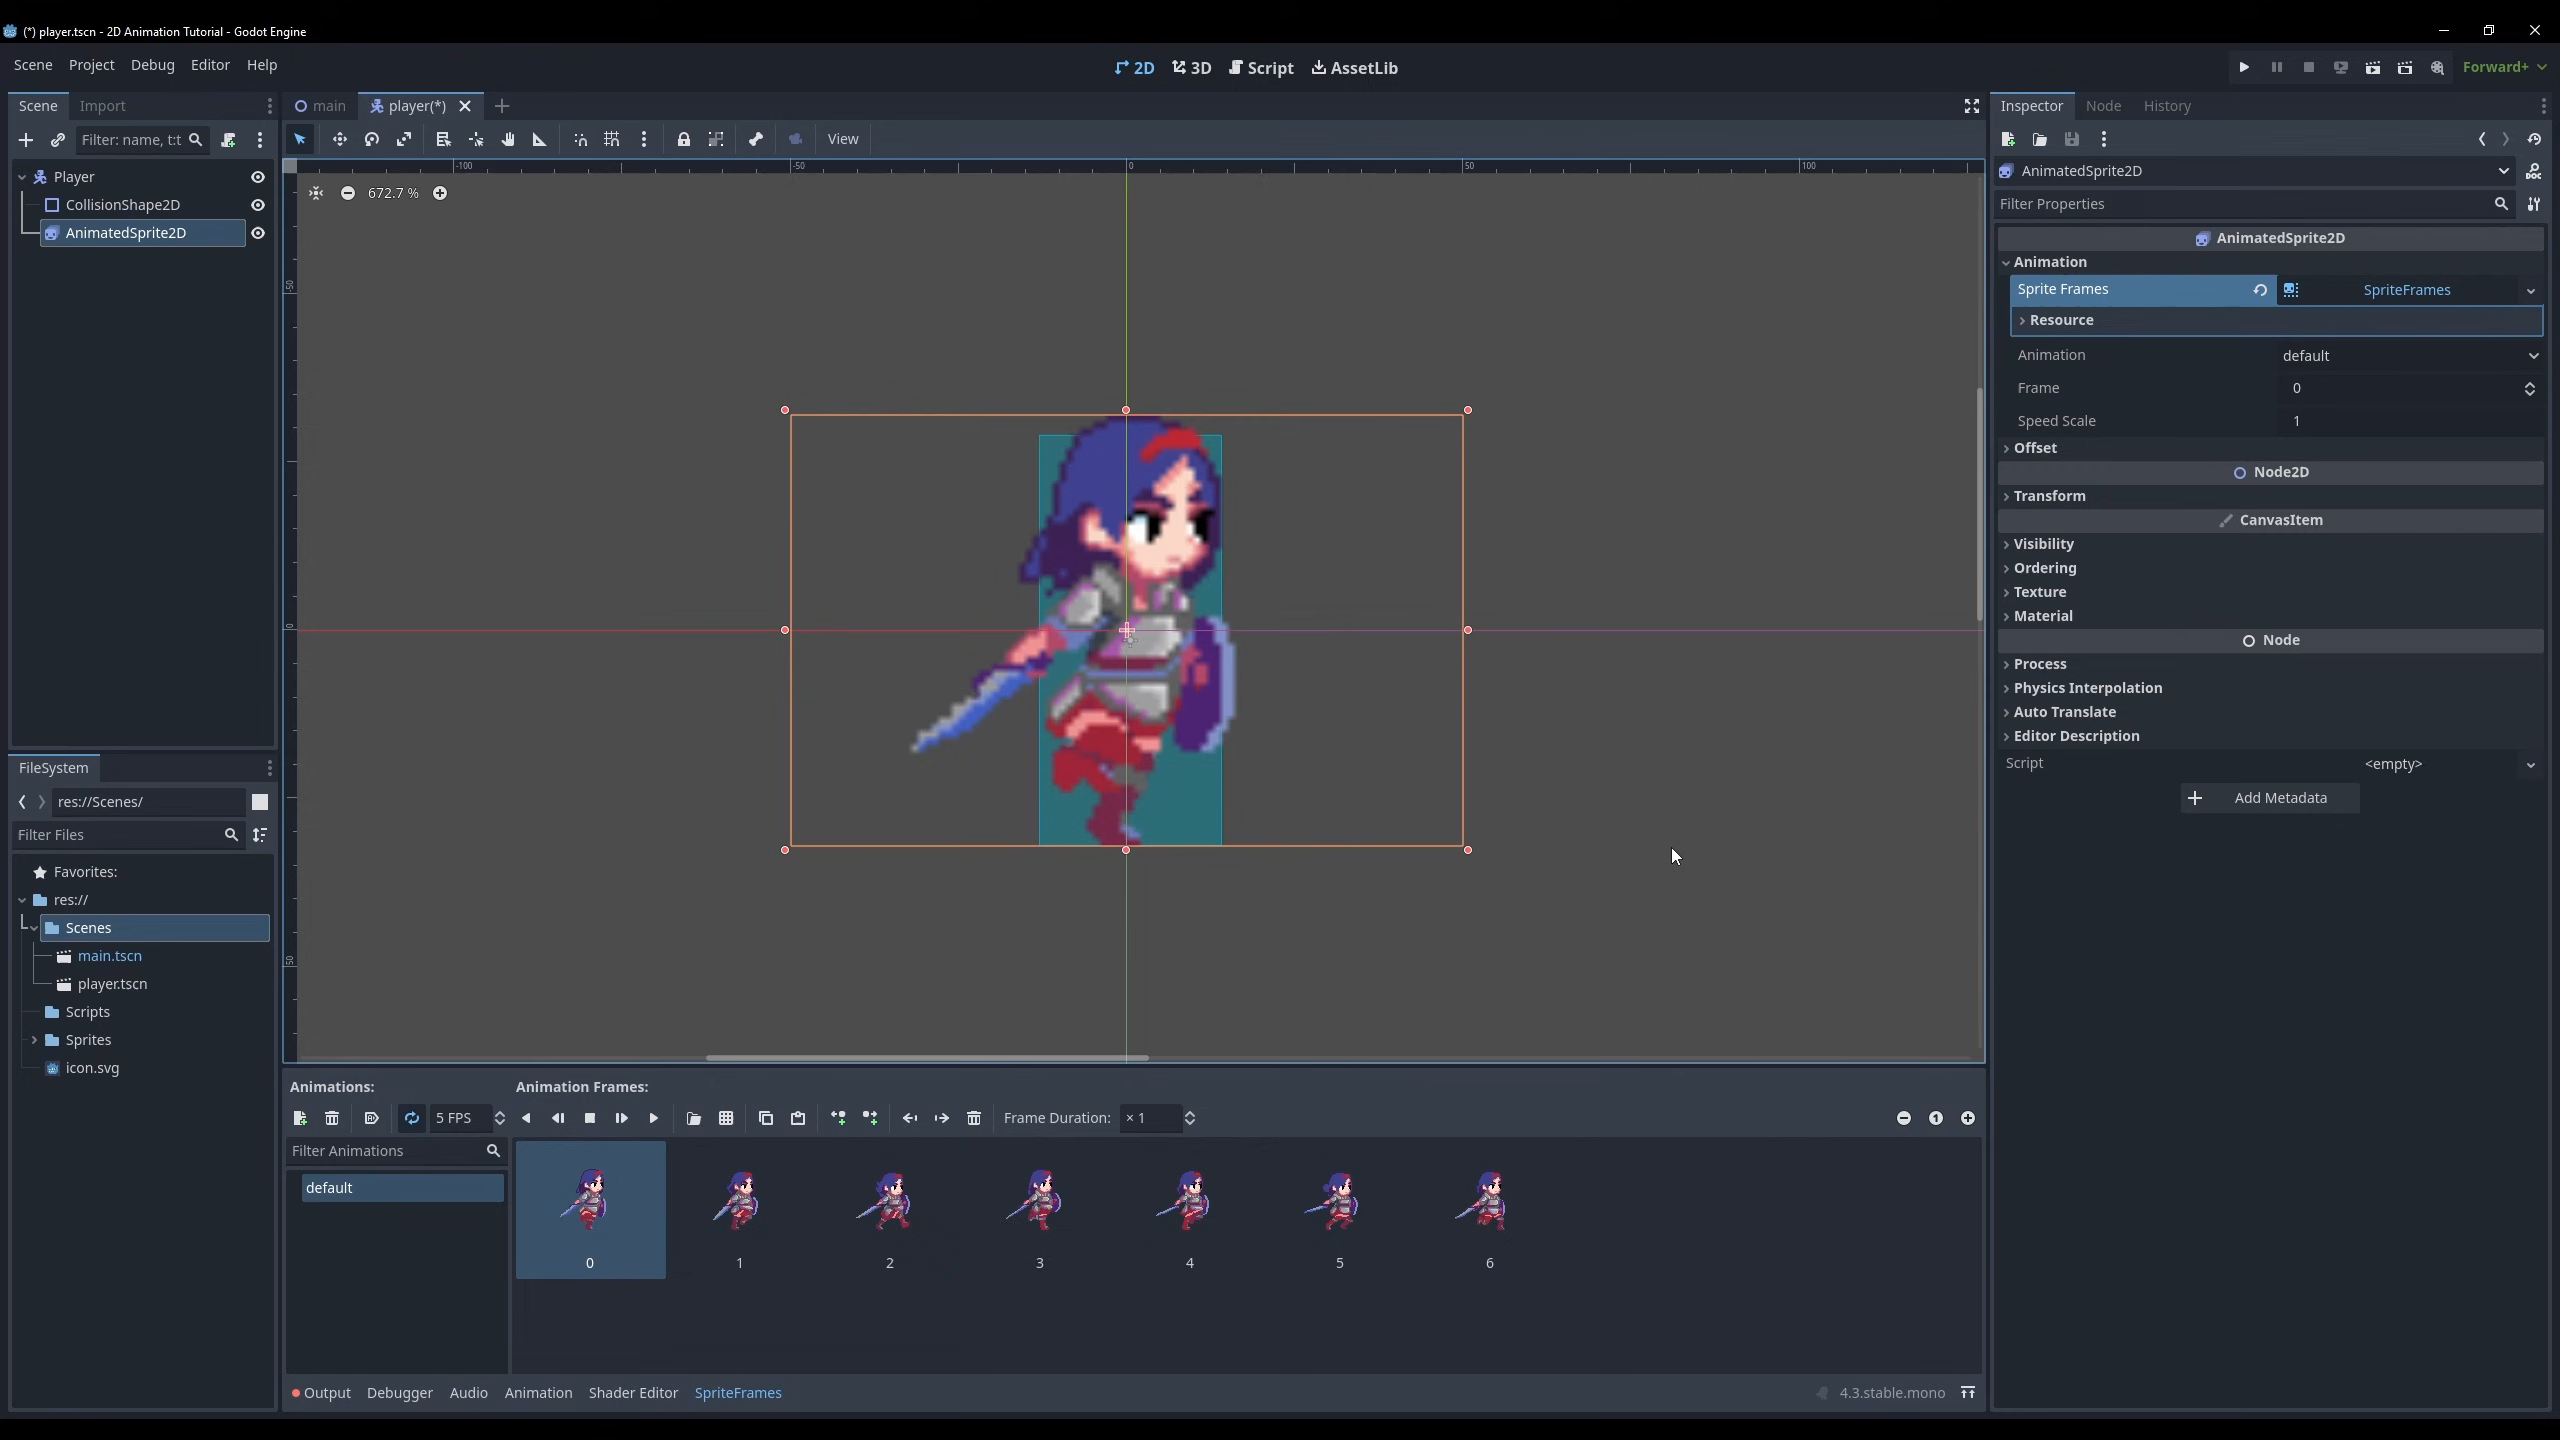 (*) player.tscn - 2D Animation Tutorial - Godot Engine
Scene Project Debug Editor Help
2D 3D Script AssetLib
Forward+
Scene Import
Filter: name, t:t
Player
CollisionShape2D
AnimatedSprite2D
main player(*)
View
-100 -50 0 50 100
672.7 %
-50
0
50
FileSystem
res://Scenes/
Filter Files
Favorites:
res://
Scenes
main.tscn
player.tscn
Scripts
Sprites
icon.svg
Animations:
5 FPS
Filter Animations
default
Animation Frames:
Frame Duration: × 1
1
0 1 2 3 4 5 6
Output Debugger Audio Animation Shader Editor SpriteFrames
4.3.stable.mono
Inspector Node History
AnimatedSprite2D
DOC
Filter Properties
AnimatedSprite2D
Animation
Sprite Frames SpriteFrames
Resource
Animation default
Frame 0
Speed Scale 1
Offset
Node2D
Transform
CanvasItem
Visibility
Ordering
Texture
Material
Node
Process
Physics Interpolation
Auto Translate
Editor Description
Script <empty>
Add Metadata